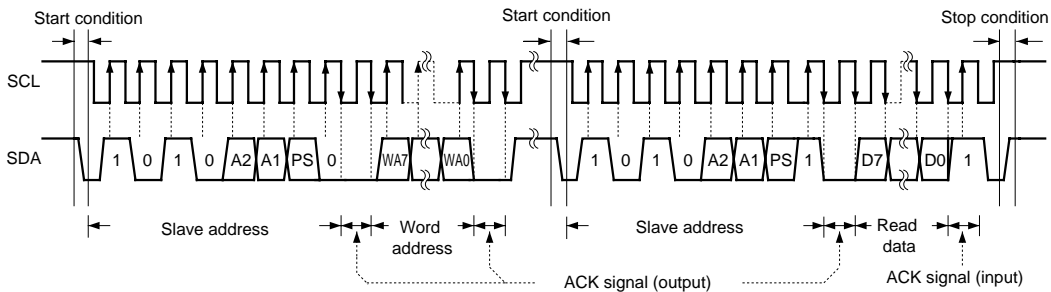 Start condition Start condition Stop condition
SCL
SDA 1 0 1 0 A2 A1 PS 0 WA7 WA0 1 0 1 0 A2 A1 PS 1 D7 D0 1
Slave address Word address Slave address Read data
ACK signal (output) ACK signal (input)